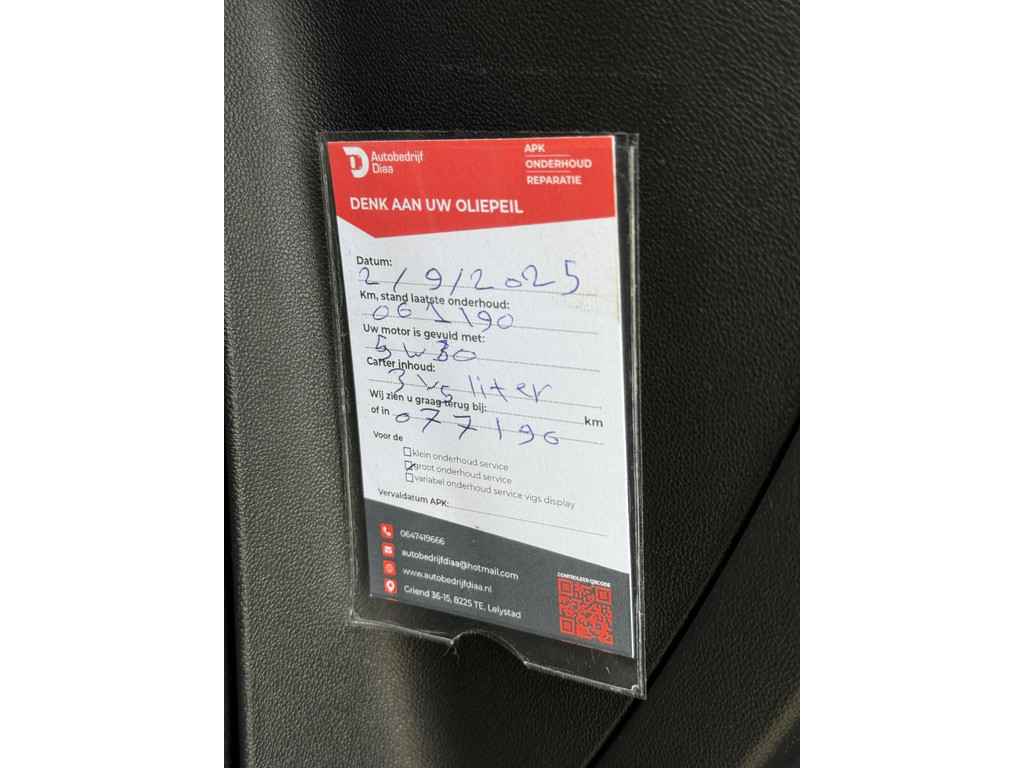 Autobedrijf
Diaa
APK
ONDERHOUD
REPARATIE
DENK AAN UW OLIEPEIL
Datum:
2/9/2025
Km, stand laatste onderhoud:
061190
Uw motor is gevuld met:
5w30
Carter inhoud:
3 v5 liter
Wij zien u graag terug bij: km
of in 077190
Voor de
klein onderhoud service
groot onderhoud service
variabel onderhoud service vigs display
Vervaldatum APK:
0647419666
autobedrijfdiaa@hotmail.com
www.autobedrijfdiaa.nl
Griend 36-15, 8225 TE, Lelystad